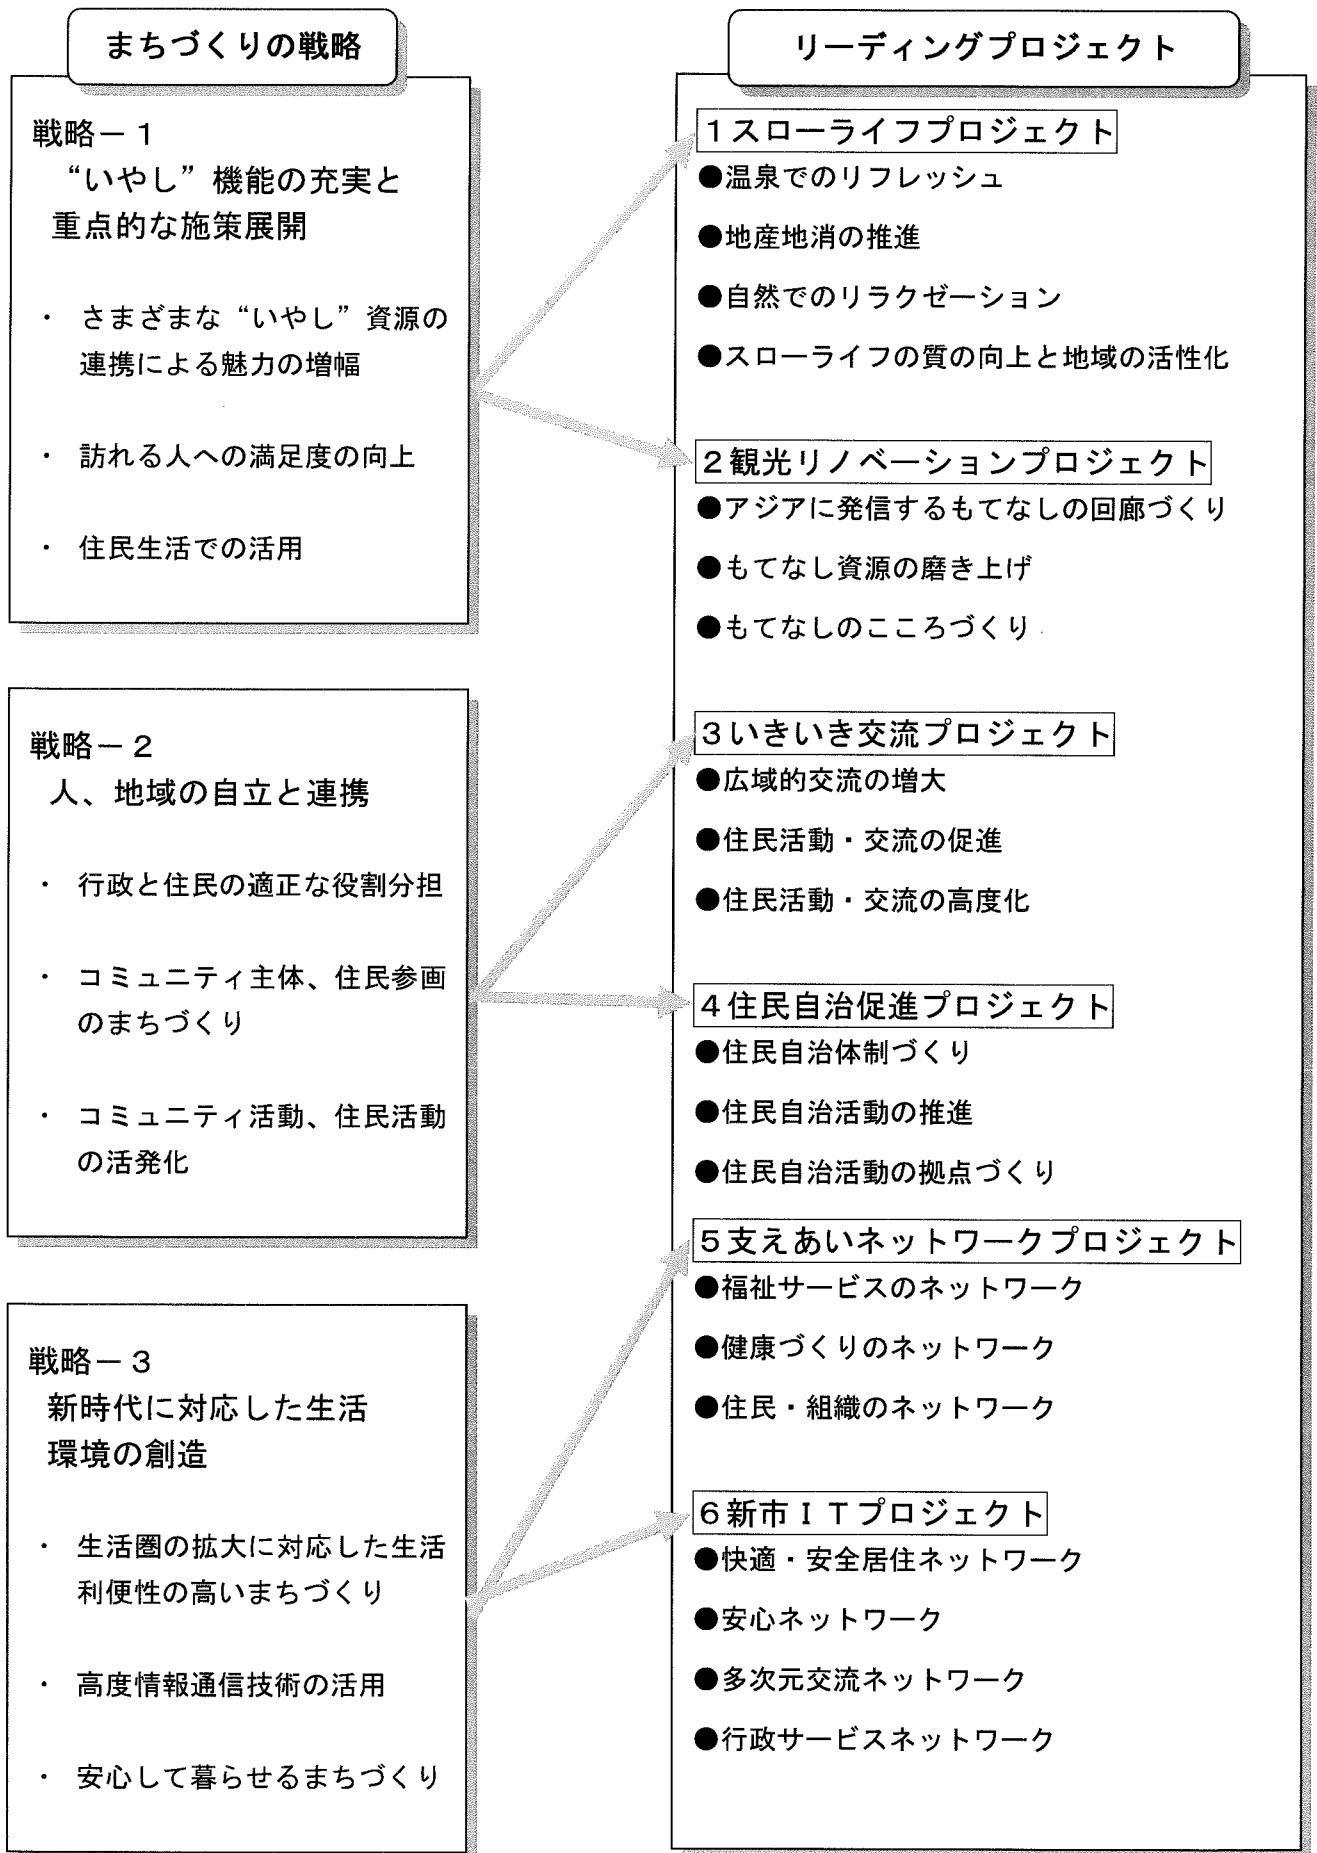 まちづくりの戦略
戦略－１
“いやし”機能の充実と
重点的な施策展開
・ さまざまな“いやし”資源の
連携による魅力の増幅
・ 訪れる人への満足度の向上
・ 住民生活での活用
戦略－２
人、地域の自立と連携
・ 行政と住民の適正な役割分担
・ コミュニティ主体、住民参画
のまちづくり
・ コミュニティ活動、住民活動
の活発化
戦略－３
新時代に対応した生活
環境の創造
・ 生活圏の拡大に対応した生活
利便性の高いまちづくり
・ 高度情報通信技術の活用
・ 安心して暮らせるまちづくり
リーディングプロジェクト
１スローライフプロジェクト
●温泉でのリフレッシュ
●地産地消の推進
●自然でのリラクゼーション
●スローライフの質の向上と地域の活性化
２観光リノベーションプロジェクト
●アジアに発信するもてなしの回廊づくり
●もてなし資源の磨き上げ
●もてなしのこころづくり
３いきいき交流プロジェクト
●広域的交流の増大
●住民活動・交流の促進
●住民活動・交流の高度化
４住民自治促進プロジェクト
●住民自治体制づくり
●住民自治活動の推進
●住民自治活動の拠点づくり
５支えあいネットワークプロジェクト
●福祉サービスのネットワーク
●健康づくりのネットワーク
●住民・組織のネットワーク
６新市ＩＴプロジェクト
●快適・安全居住ネットワーク
●安心ネットワーク
●多次元交流ネットワーク
●行政サービスネットワーク